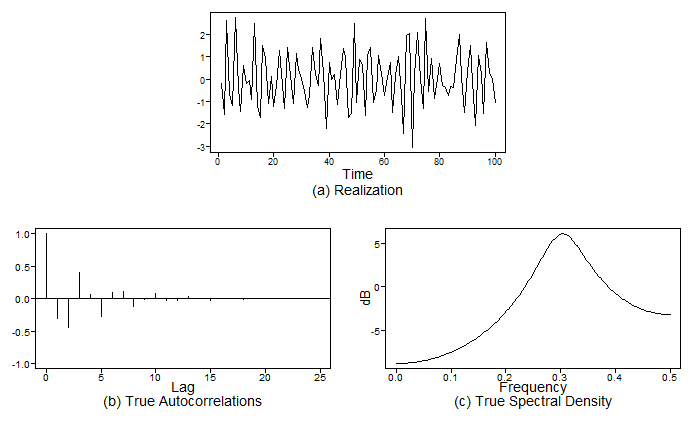 2
1
0
-1
-2
-3
0 20 40 60 80 100
Time
(a) Realization
1.0
0.5
0.0
-0.5
-1.0
0 5 10 15 20 25
Lag
(b) True Autocorrelations
dB
5
0
-5
0.0 0.1 0.2 0.3 0.4 0.5
Frequency
(c) True Spectral Density